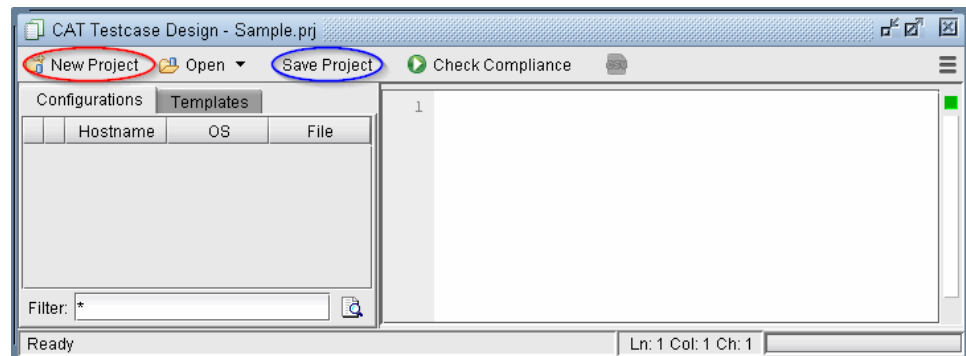 CAT Testcase Design - Sample.prj
New Project Open Save Project Check Compliance
Configurations Templates
1
Hostname OS File
Filter: *
Ready Ln: 1 Col: 1 Ch: 1